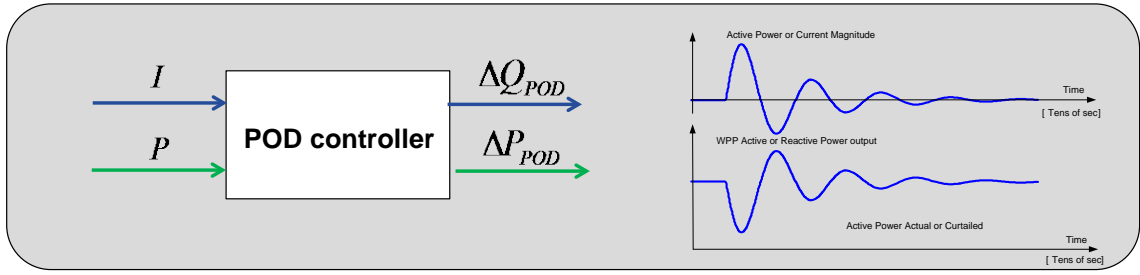 I
P
POD controller
ΔQ_POD
ΔP_POD
Active Power or Current Magnitude
Time
[ Tens of sec]
WPP Active or Reactive Power output
Active Power Actual or Curtailed
Time
[ Tens of sec]